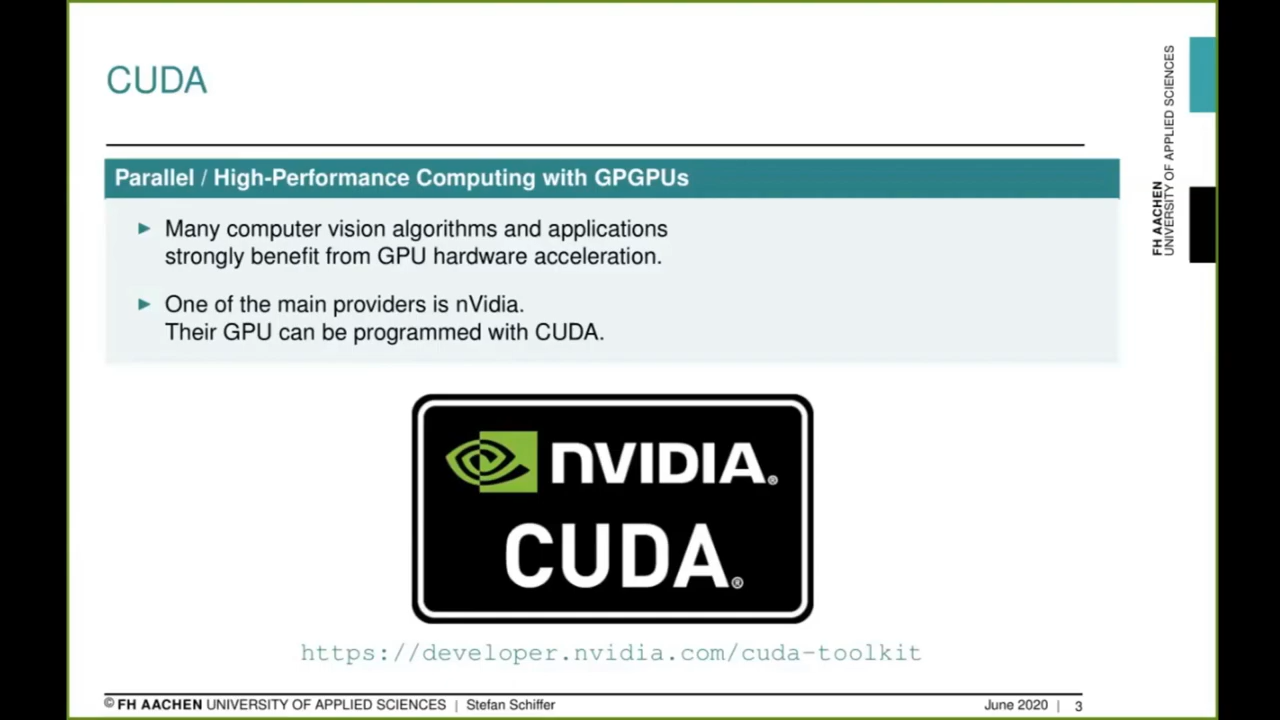 CUDA
FH AACHEN
UNIVERSITY OF APPLIED SCIENCES
Parallel / High-Performance Computing with GPGPUs
► Many computer vision algorithms and applications
strongly benefit from GPU hardware acceleration.
► One of the main providers is nVidia.
Their GPU can be programmed with CUDA.
NVIDIA®
CUDA®
https://developer.nvidia.com/cuda-toolkit
© FH AACHEN UNIVERSITY OF APPLIED SCIENCES | Stefan Schiffer June 2020 | 3